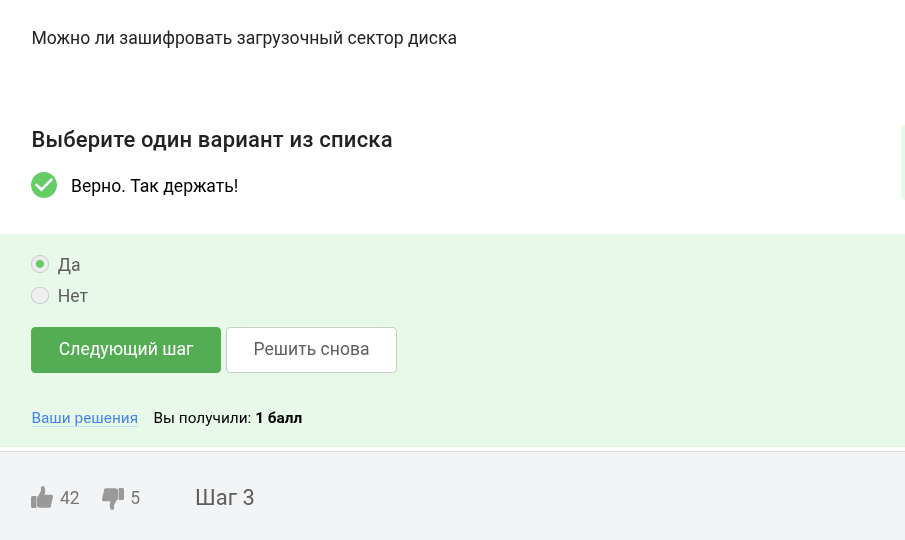 Можно ли зашифровать загрузочный сектор диска
Выберите один вариант из списка
Верно. Так держать!
Да
Нет
Следующий шаг Решить снова
Ваши решения Вы получили: 1 балл
42 5 Шаг 3